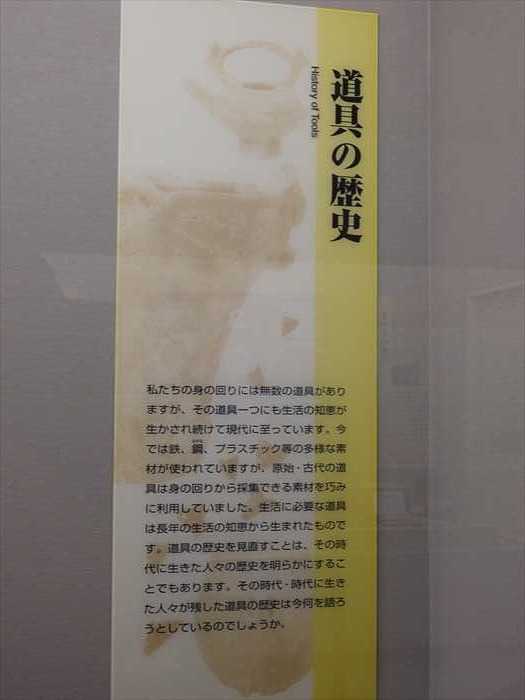 道具の歴史
History of Tools
私たちの身の回りには無数の道具があり
ますが、その道具一つにも生活の知恵が
生かされ続けて現代に至っています。今
では鉄、鋼、プラスチック等の多様な素
材が使われていますが、原始・古代の道
具は身の回りから採集できる素材を巧み
に利用していました。生活に必要な道具
は長年の生活の知恵から生まれたもので
す。道具の歴史を見直すことは、その時
代に生きた人々の歴史を明らかにするこ
とでもあります。その時代・時代に生き
た人々が残した道具の歴史は今何を語ろ
うとしているのでしょうか。